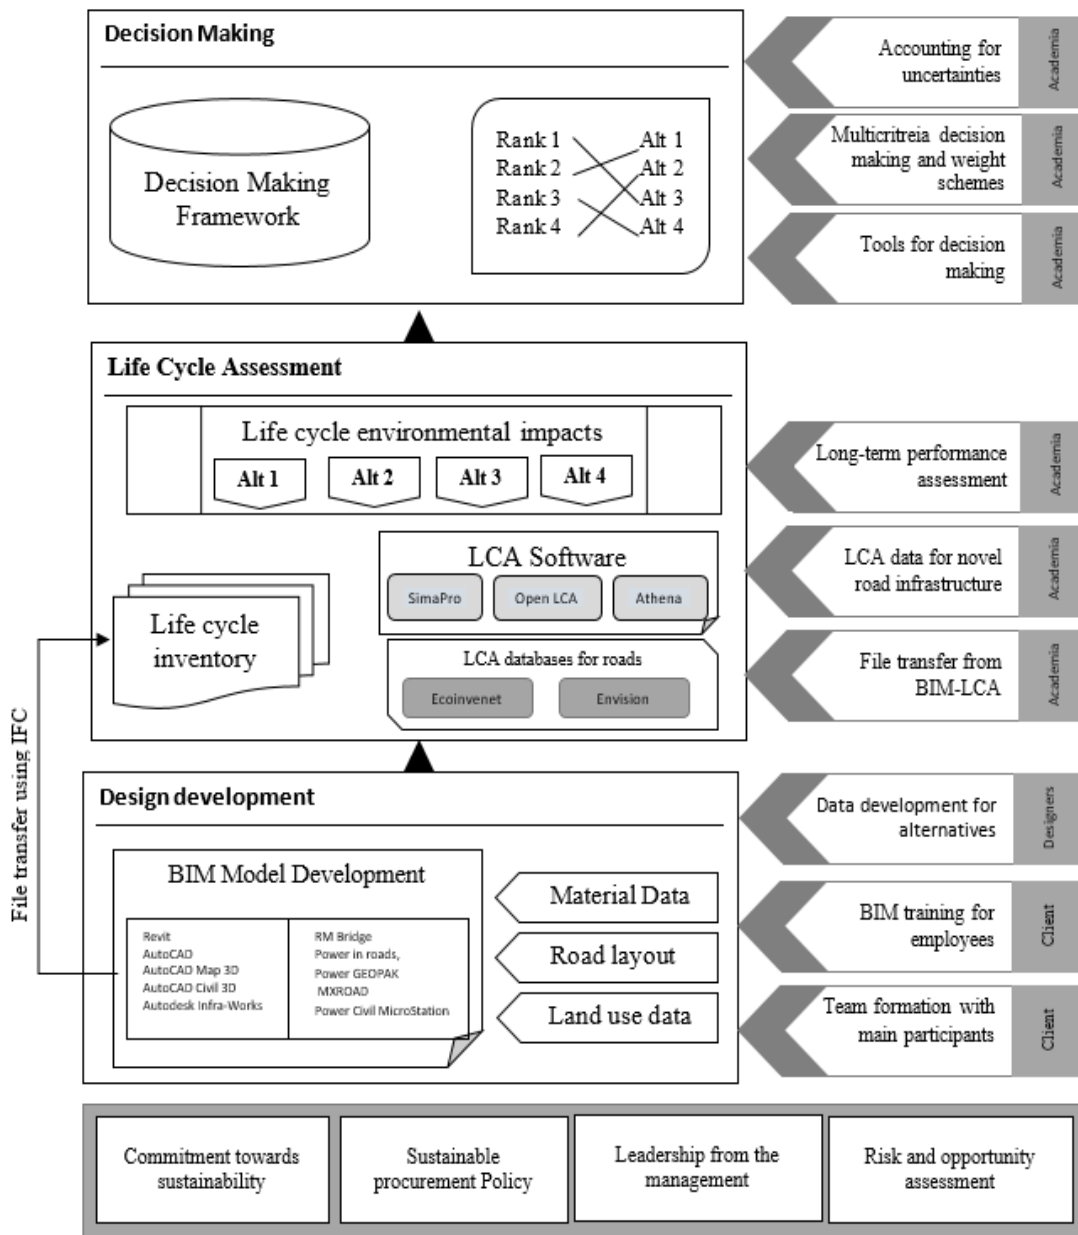 Decision Making
Decision Making
Framework
Rank 1
Rank 2
Rank 3
Rank 4
Alt 1
Alt 2
Alt 3
Alt 4
Accounting for
uncertainties
Academia
Multicritreia decision
making and weight
schemes
Academia
Tools for decision
making
Academia
Life Cycle Assessment
Life cycle environmental impacts
Alt 1
Alt 2
Alt 3
Alt 4
LCA Software
SimaPro
Open LCA
Athena
Life cycle
inventory
LCA databases for roads
Ecoinvenet
Envision
Long-term performance
assessment
Academia
LCA data for novel
road infrastructure
Academia
File transfer from
BIM-LCA
Academia
File transfer using IFC
Design development
BIM Model Development
Revit
AutoCAD
AutoCAD Map 3D
AutoCAD Civil 3D
Autodesk Infra-Works
RM Bridge
Power in roads,
Power GEOPAK
MXROAD
Power Civil MicroStation
Material Data
Road layout
Land use data
Data development for
alternatives
Designers
BIM training for
employees
Client
Team formation with
main participants
Client
Commitment towards
sustainability
Sustainable
procurement Policy
Leadership from the
management
Risk and opportunity
assessment